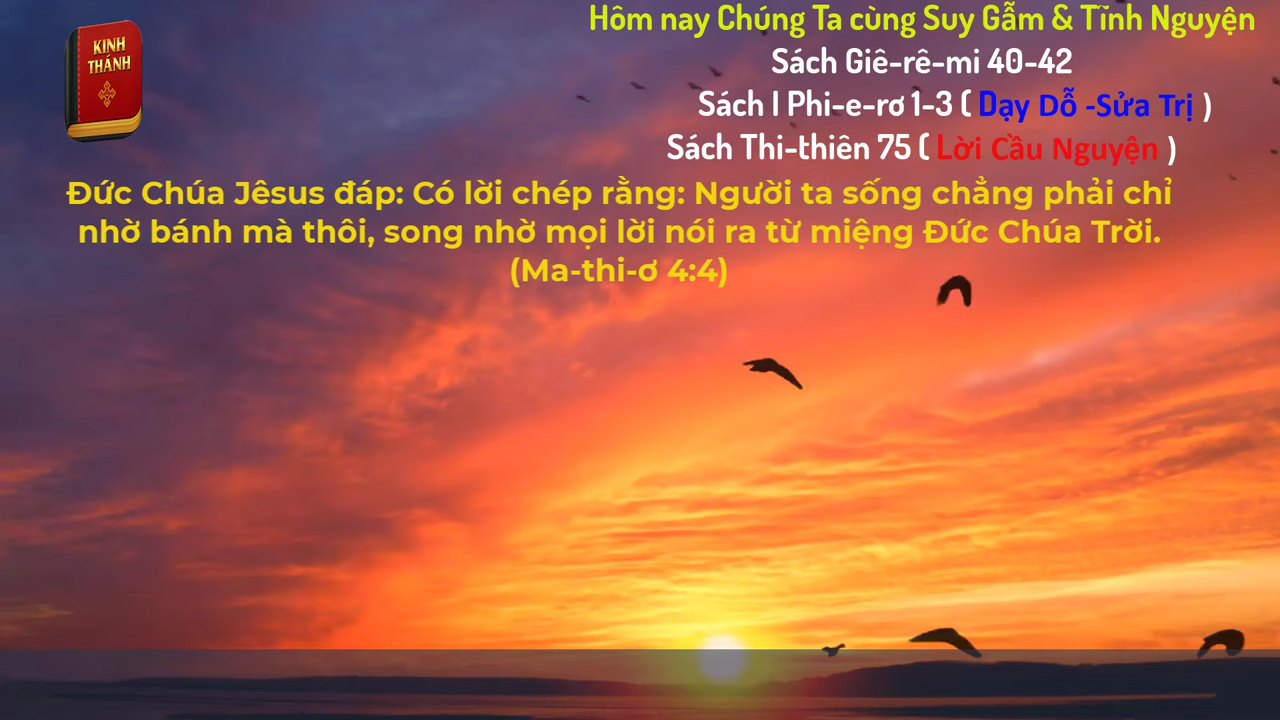 Hôm nay Chúng Ta cùng Suy Gẫm & Tĩnh Nguyện
Sách Giê-rê-mi 40-42
Sách I Phi-e-rơ 1-3 ( Dạy Dỗ -Sửa Trị )
Sách Thi-thiên 75 ( Lời Cầu Nguyện )
KINH
THÁNH
Đức Chúa Jêsus đáp: Có lời chép rằng: Người ta sống chẳng phải chỉ
nhờ bánh mà thôi, song nhờ mọi lời nói ra từ miệng Đức Chúa Trời.
(Ma-thi-ơ 4:4)